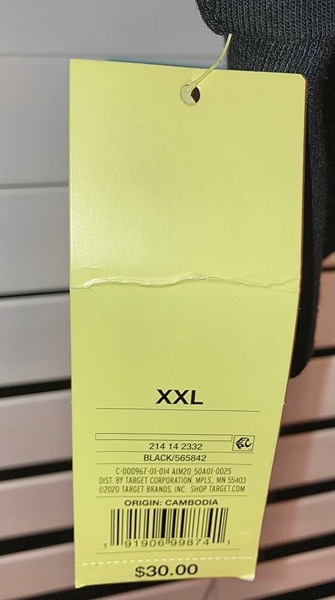 XXL
214 14 2332
BLACK/565842
C-000967-01-014 AIM20_50A01-0025
DIST. BY TARGET CORPORATION, MPLS., MN 55403
©2020 TARGET BRANDS, INC. SHOP TARGET.COM
ORIGIN: CAMBODIA
1 91906 99874 1
$30.00